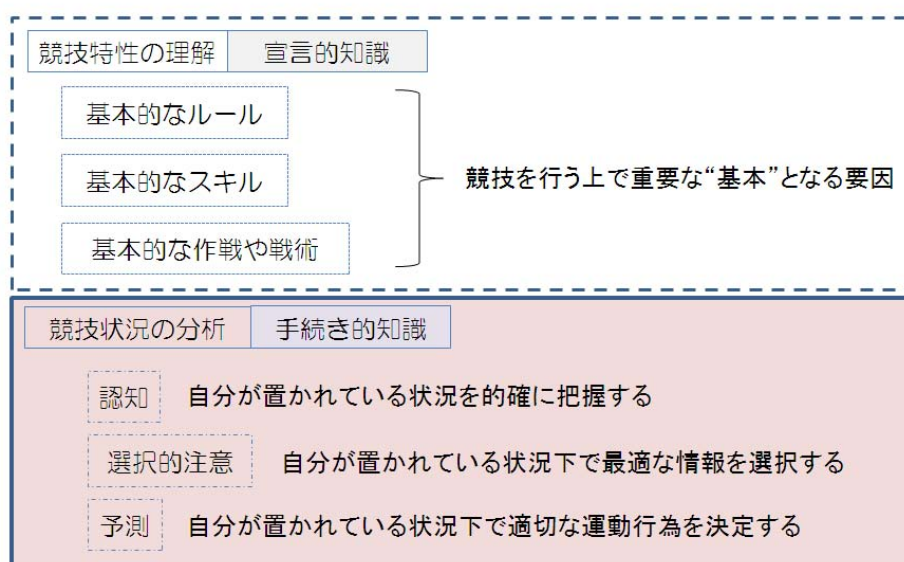 競技特性の理解 宣言的知識
基本的なルール
基本的なスキル
競技を行う上で重要な“基本”となる要因
基本的な作戦や戦術
競技状況の分析 手続き的知識
認知 自分が置かれている状況を的確に把握する
選択的注意 自分が置かれている状況下で最適な情報を選択する
予測 自分が置かれている状況下で適切な運動行為を決定する